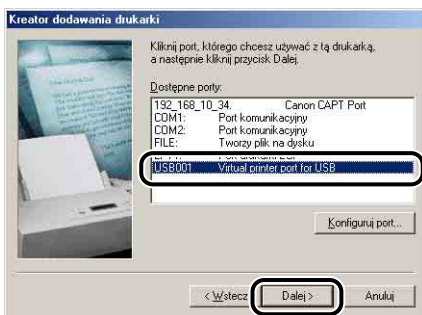 Kreator dodawania drukarki
Kliknij port, którego chcesz używać z tą drukarką,
a następnie kliknij przycisk Dalej.
Dostępne porty:
192_168_10_34. Canon CAPT Port
COM1: Port komunikacyjny
COM2: Port komunikacyjny
FILE: Tworzy plik na dysku
USB001 Virtual printer port for USB
Konfiguruj port...
< Wstecz Dalej > Anuluj